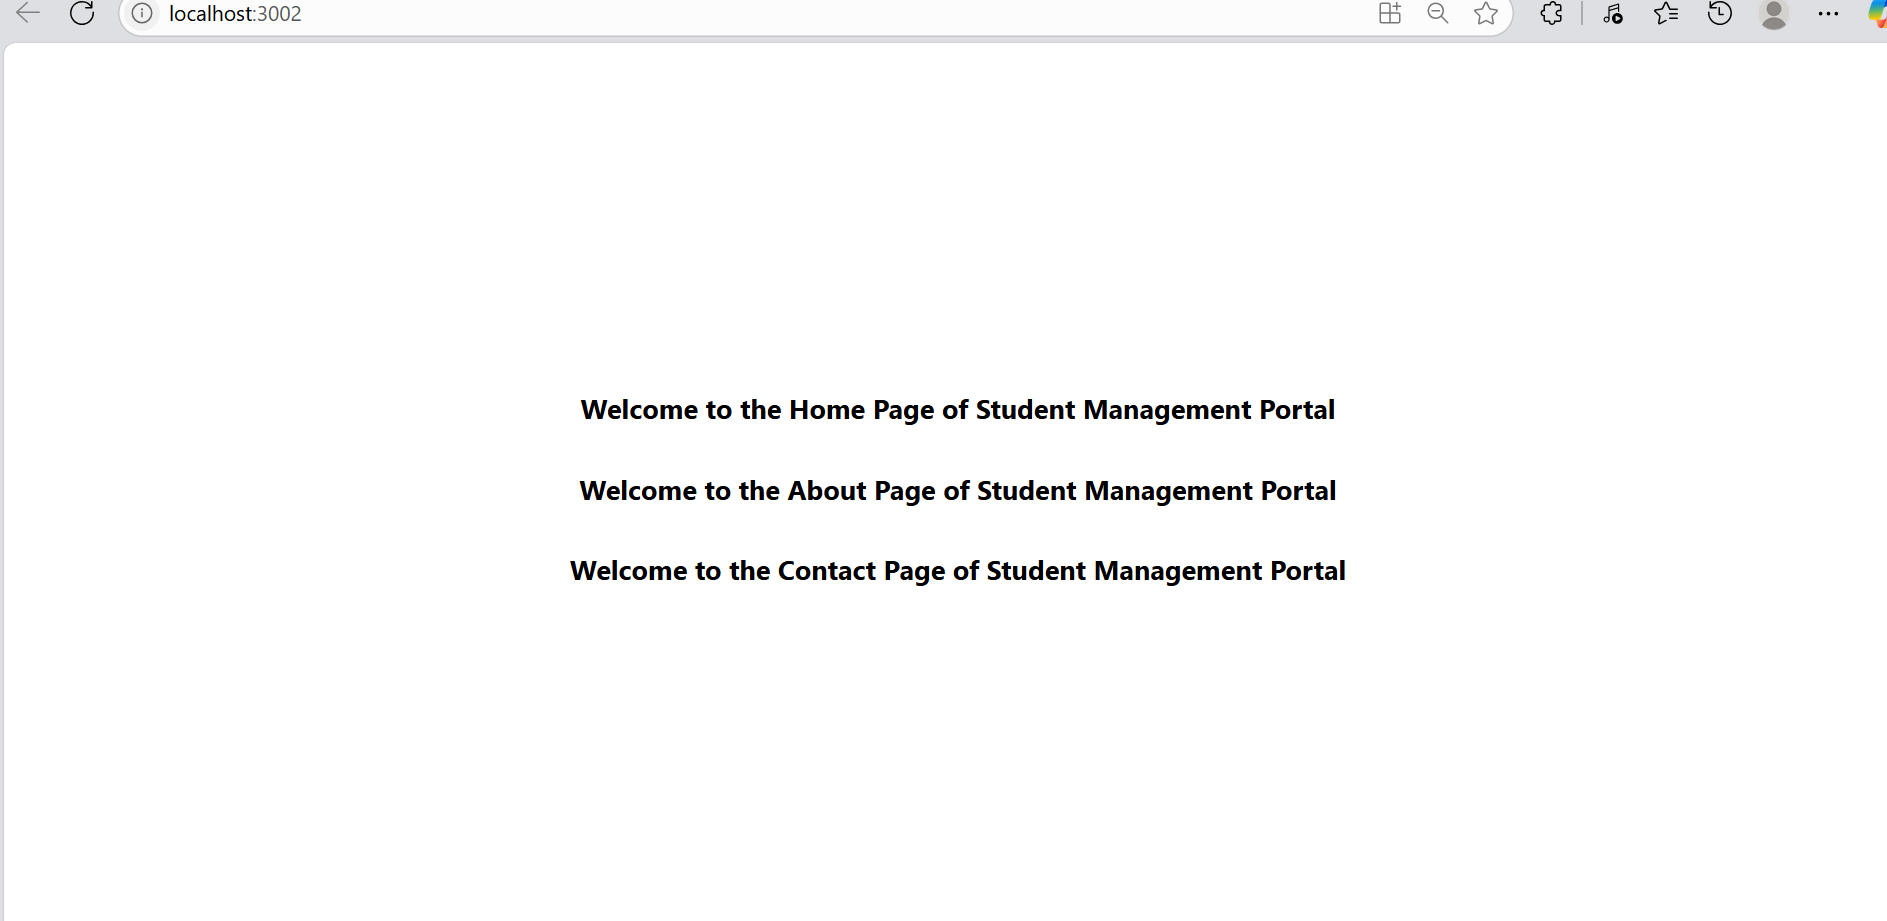 localhost:3002
Welcome to the Home Page of Student Management Portal
Welcome to the About Page of Student Management Portal
Welcome to the Contact Page of Student Management Portal